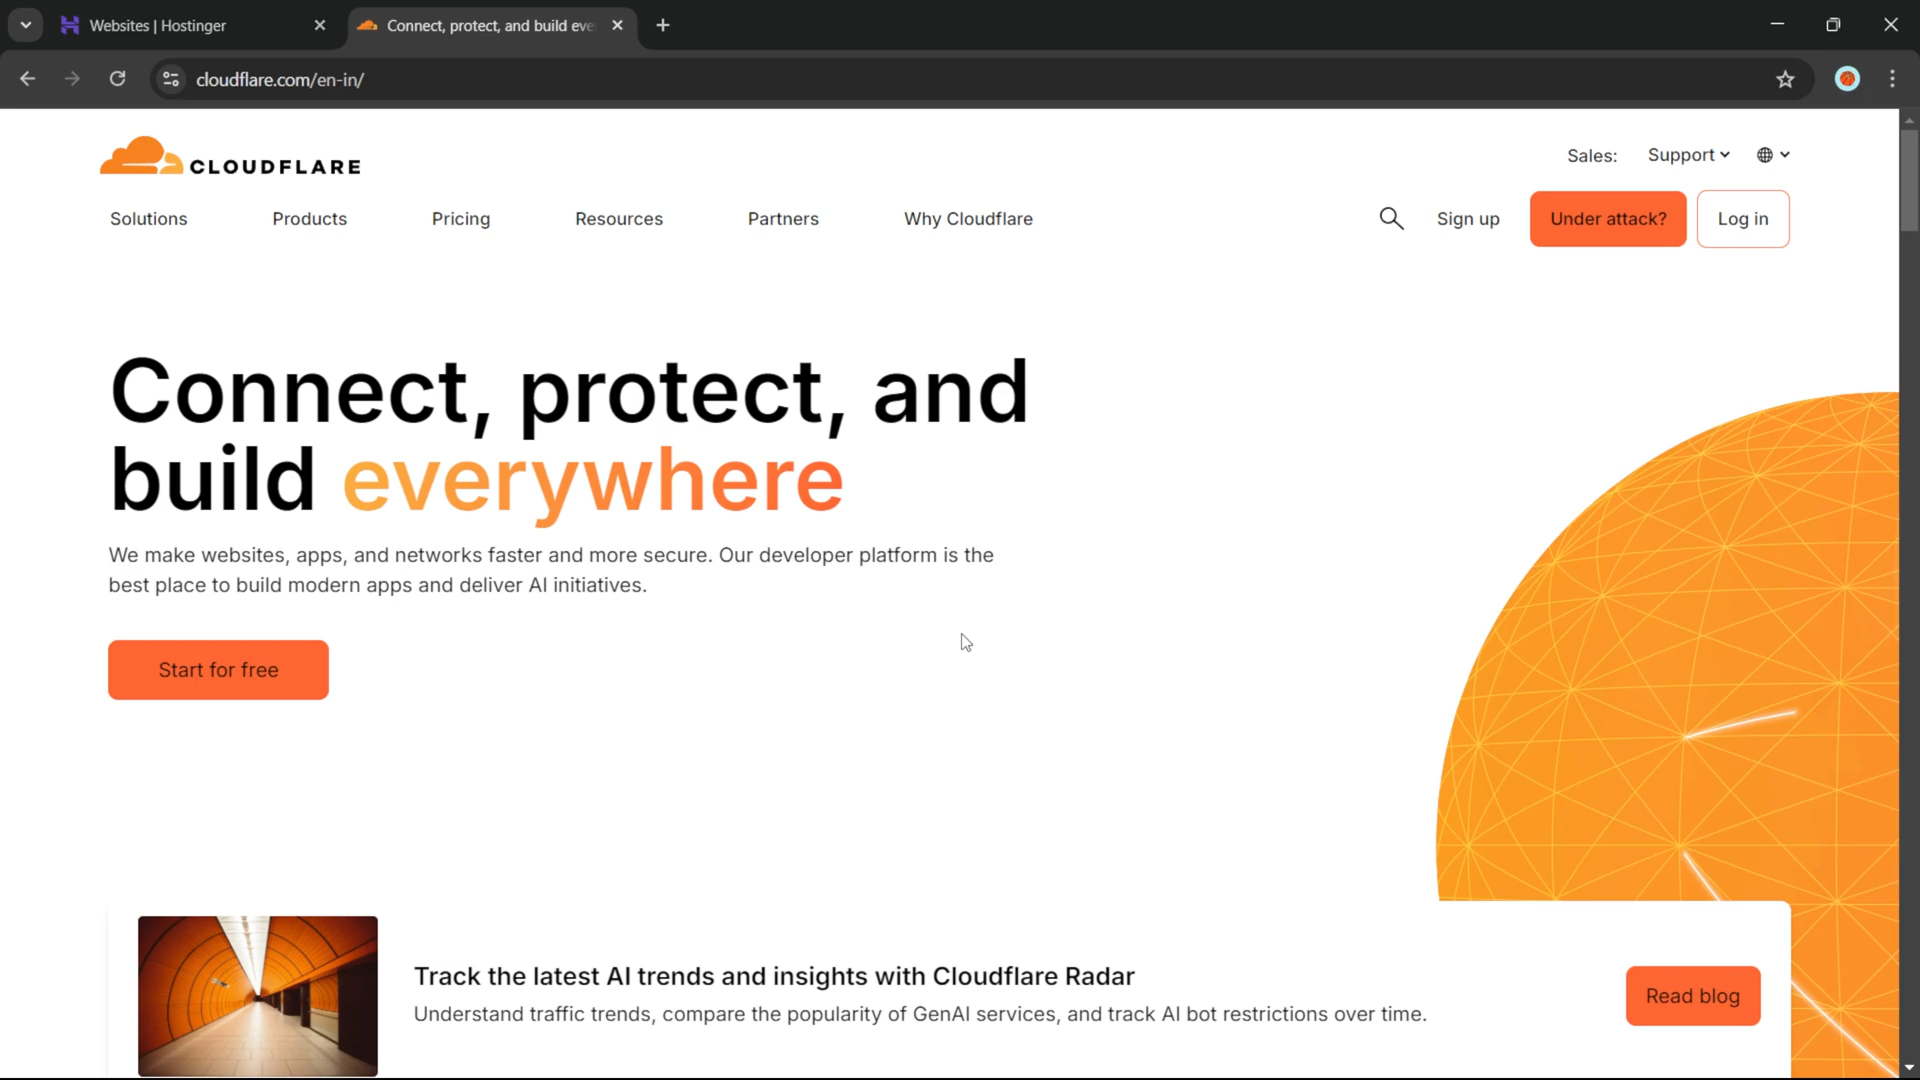 Websites | Hostinger
Connect, protect, and build eve
cloudflare.com/en-in/
CLOUDFLARE
Sales:
Support
Solutions
Products
Pricing
Resources
Partners
Why Cloudflare
Sign up
Under attack?
Log in
Connect, protect, and
build everywhere
We make websites, apps, and networks faster and more secure. Our developer platform is the
best place to build modern apps and deliver AI initiatives.
Start for free
Track the latest AI trends and insights with Cloudflare Radar
Understand traffic trends, compare the popularity of GenAI services, and track AI bot restrictions over time.
Read blog